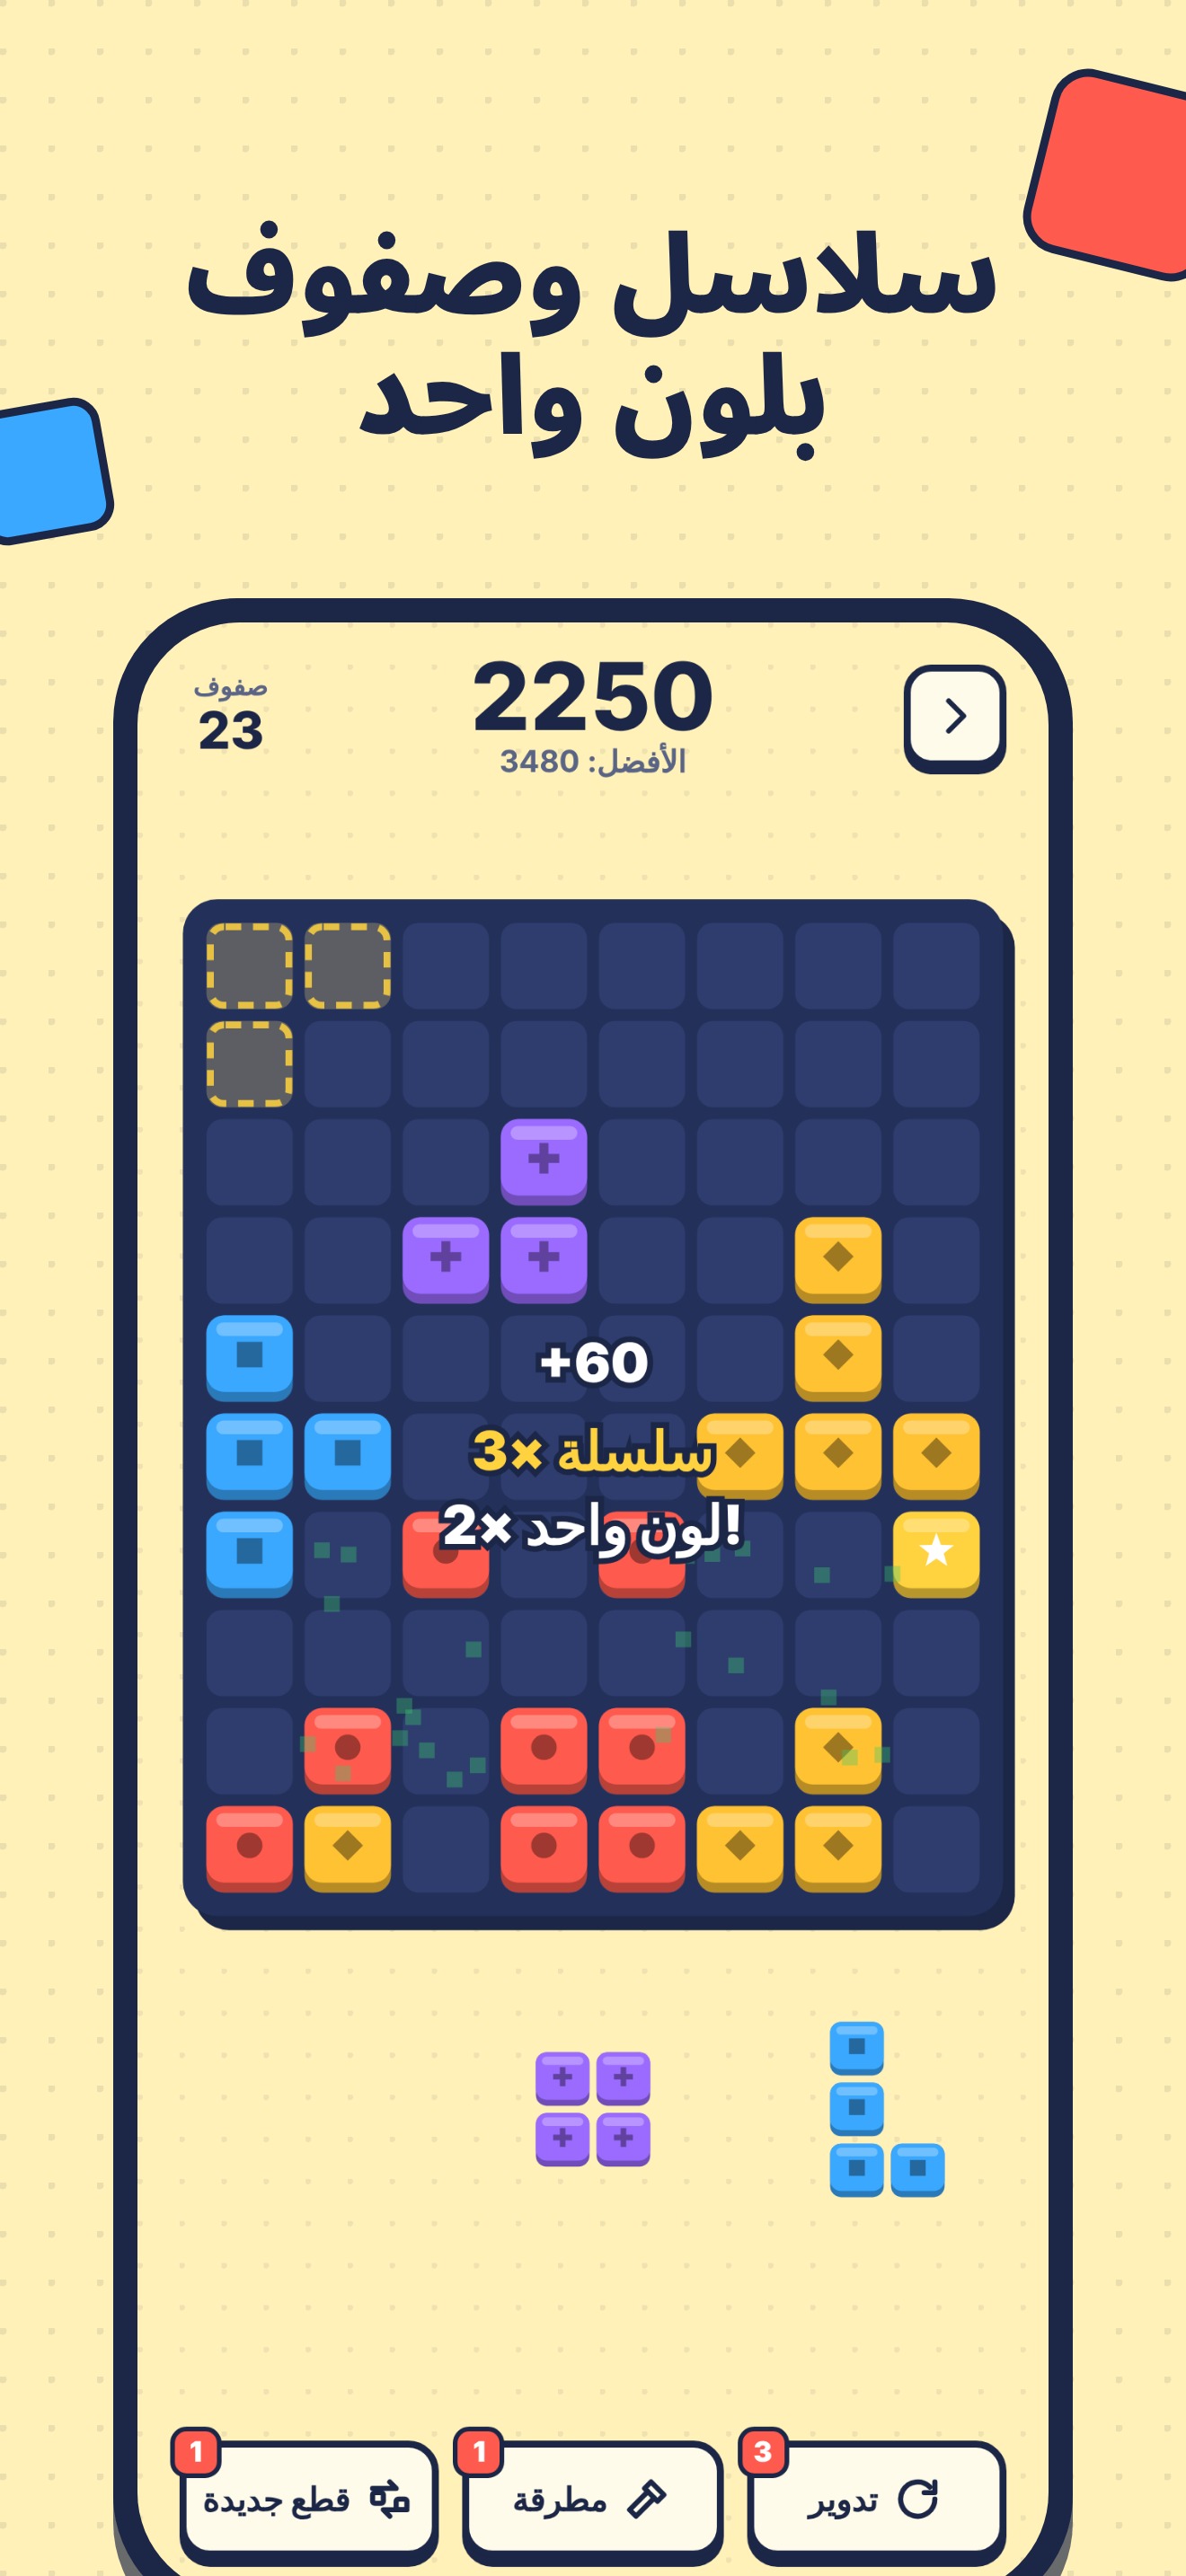 سلاسل وصفوف
بلون واحد
صفوف
23
2250
الأفضل: 3480
+60
سلسلة ×3
!لون واحد ×2
3
تدوير
1
مطرقة
1
قطع جديدة